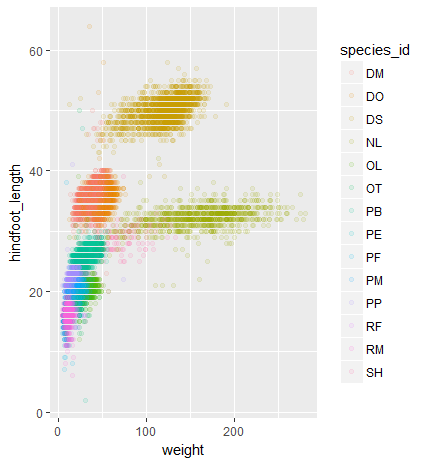 60
40
20
0
hindfoot_length
0
100
200
weight
species_id
DM
DO
DS
NL
OL
OT
PB
PE
PF
PM
PP
RF
RM
SH